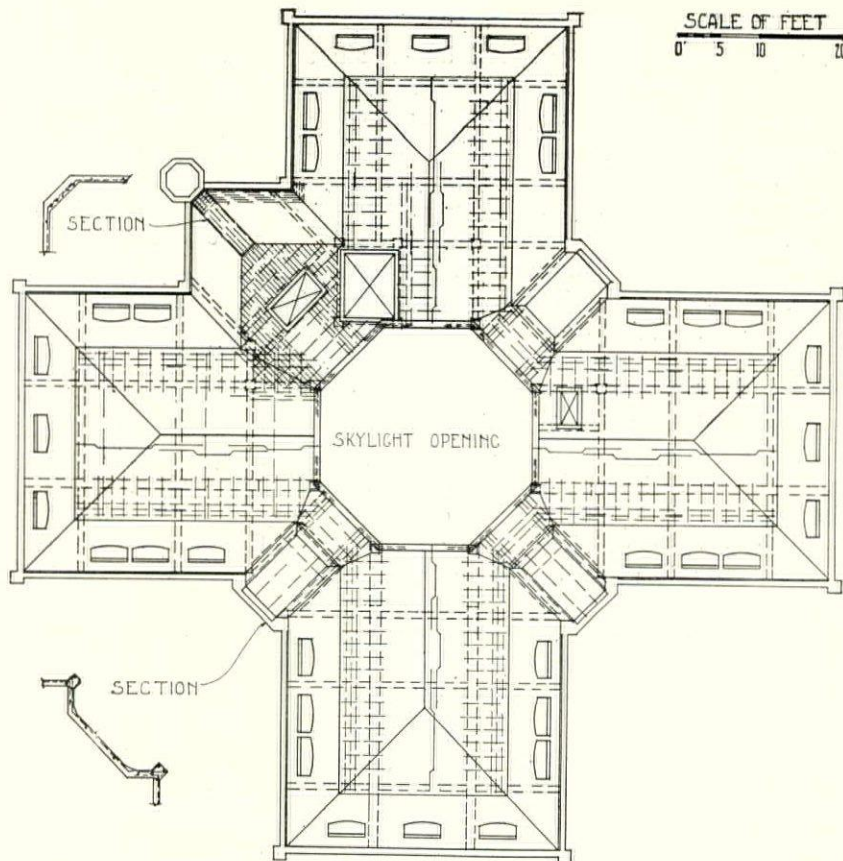 SCALE OF FEET
0' 5 10 20
SECTION
SKYLIGHT OPENING
SECTION